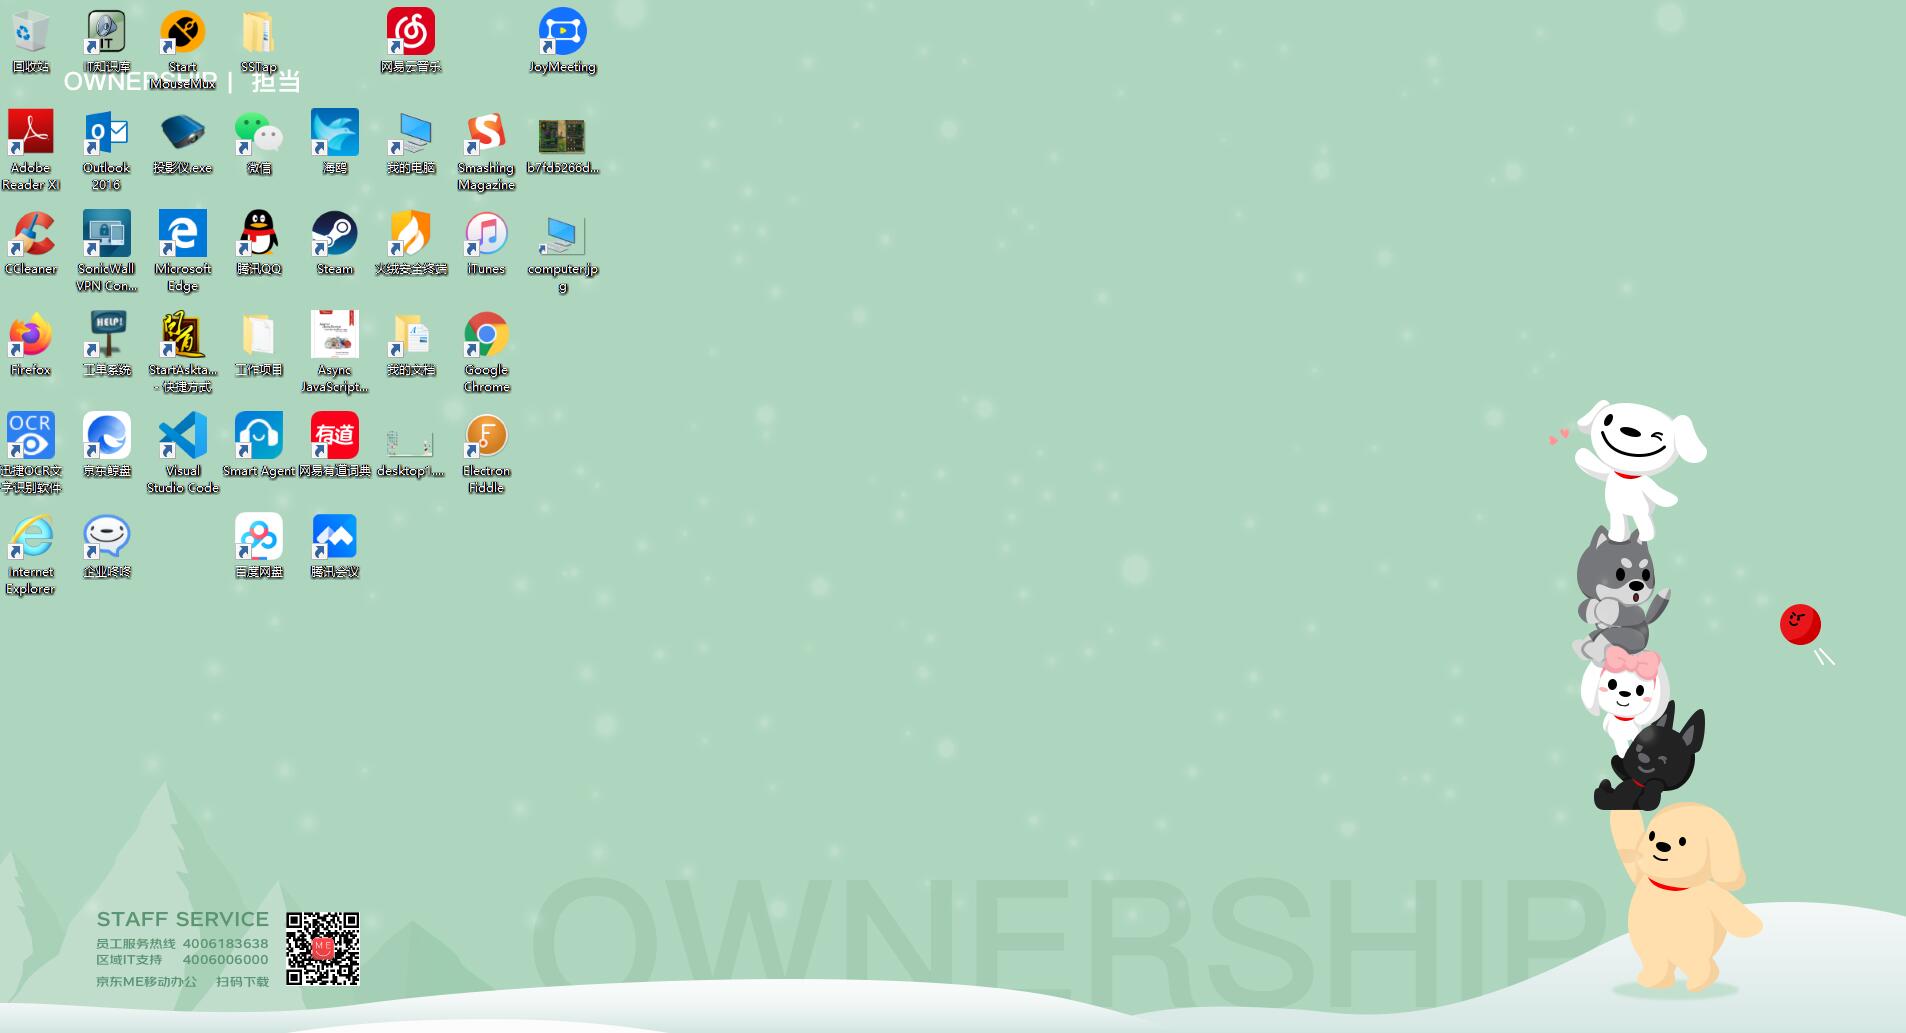 回收站
IT知识库
Start
MouseMux
SSTap
网易云音乐
JoyMeeting
OWNERSHIP | 担当
Adobe
Reader XI
Outlook
2016
投影仪.exe
微信
海鸥
我的电脑
Smashing
Magazine
b7fd5266d...
CCleaner
SonicWall
VPN Con...
Microsoft
Edge
腾讯QQ
Steam
火绒安全终端
iTunes
computer.jp
g
Firefox
HELP!
工单系统
问道
StartAskta...
- 快捷方式
工作项目
Async
JavaScript...
我的文档
Google
Chrome
OCR
迅捷OCR文
字识别软件
京东鲸盘
Visual
Studio Code
Smart Agent
有道
网易有道词典
desktop1....
Electron
Fiddle
Internet
Explorer
企业咚咚
百度网盘
腾讯会议
OWNERSHIP
STAFF SERVICE
员工服务热线 4006183638
区域IT支持 4006006000
京东ME移动办公 扫码下载
ME